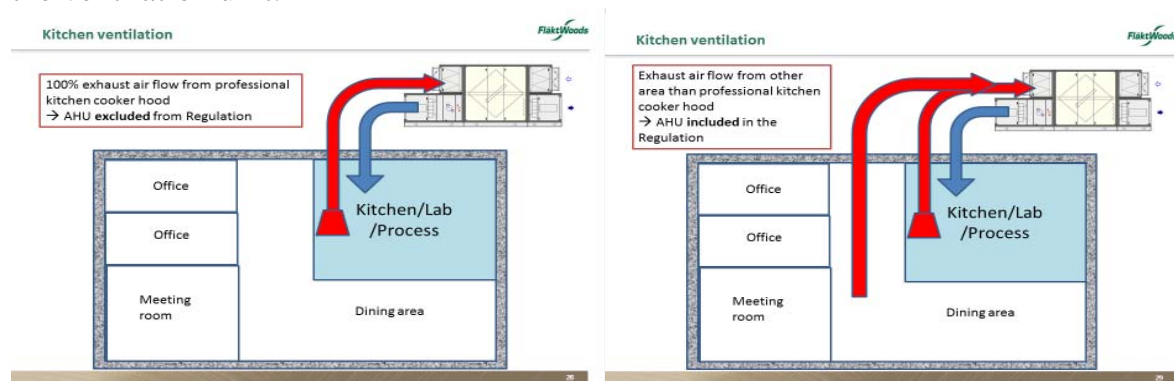 Kitchen ventilation
FläktWoods
100% exhaust air flow from professional
kitchen cooker hood
→ AHU excluded from Regulation
Office
Office
Meeting
room
Kitchen/Lab
/Process
Dining area
26
Kitchen ventilation
FläktWoods
Exhaust air flow from other
area than professional kitchen
cooker hood
→ AHU included in the
Regulation
Office
Office
Meeting
room
Kitchen/Lab
/Process
Dining area